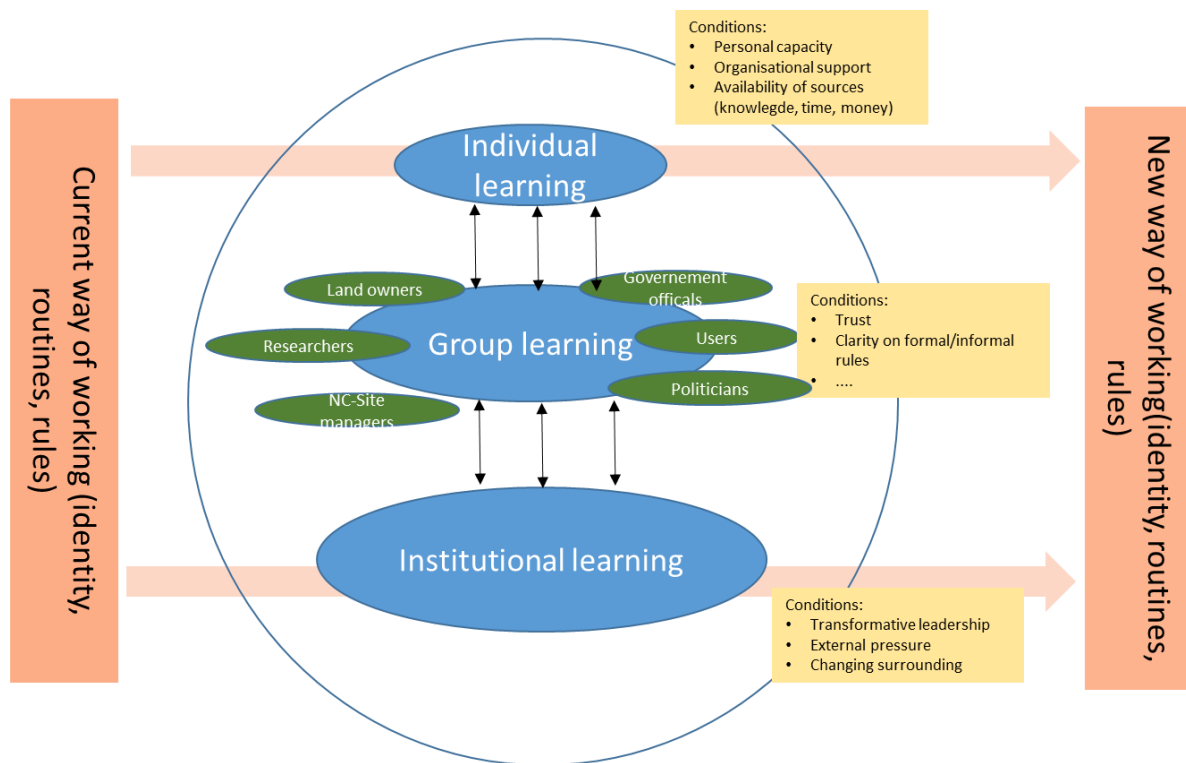 Conditions:
• Personal capacity
• Organisational support
• Availability of sources
(knowlegde, time, money)
Individual
learning
Current way of working (identity,
routines, rules)
New way of working(identity, routines,
rules)
Land owners
Governement
officals
Researchers
Group learning
Users
NC-Site
managers
Politicians
Conditions:
• Trust
• Clarity on formal/informal
rules
• ....
Institutional learning
Conditions:
• Transformative leadership
• External pressure
• Changing surrounding